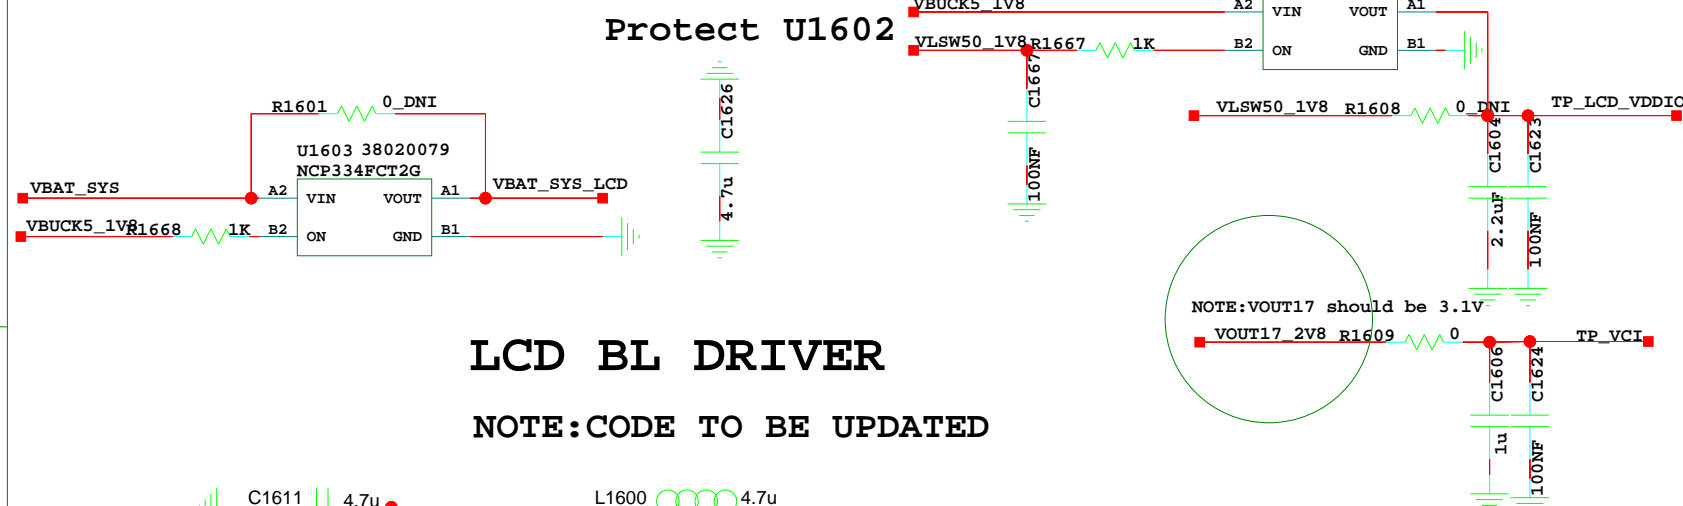 Protect U1602
VBUCK5_1V8
A2
VIN
VOUT
A1
VLSW50_1V8
R1667
1K
B2
ON
GND
B1
C1667
100NF
C1626
4.7u
R1601
0_DNI
U1603 38020079
NCP334FCT2G
VBAT_SYS
A2
VIN
VOUT
A1
VBAT_SYS_LCD
VBUCK5_1V8
R1668
1K
B2
ON
GND
B1
VLSW50_1V8
R1608
0_DNI
TP_LCD_VDDIO
C1604
2.2uF
C1623
100NF
NOTE:VOUT17 should be 3.1V
VOUT17_2V8
R1609
0
TP_VCI
C1606
1u
C1624
100NF
LCD BL DRIVER
NOTE:CODE TO BE UPDATED
C1611
4.7u
L1600
4.7u